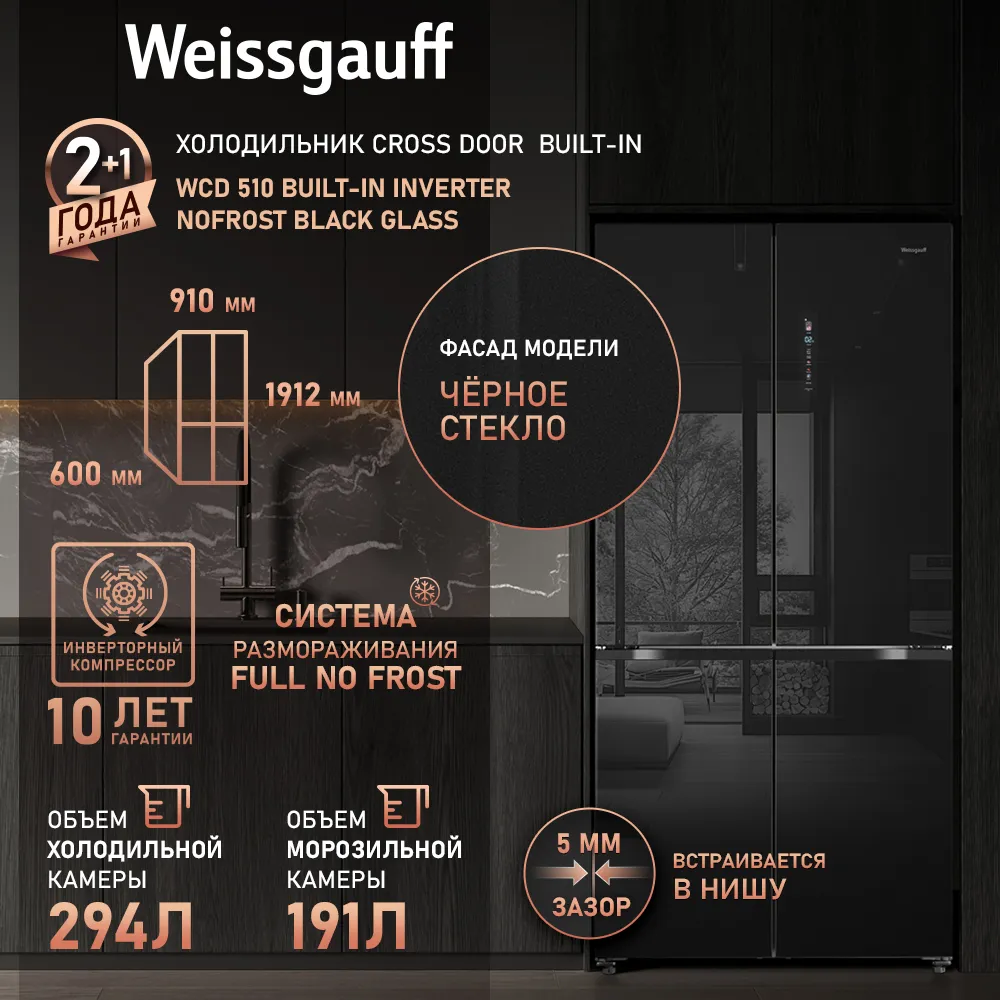 Weissgauff
2+1
ГОДА
ГАРАНТИИ
ХОЛОДИЛЬНИК CROSS DOOR BUILT-IN
WCD 510 BUILT-IN INVERTER
NOFROST BLACK GLASS
910 мм
1912 мм
600 мм
ФАСАД МОДЕЛИ
ЧЁРНОЕ
СТЕКЛО
Weissgauff
ИНВЕРТОРНЫЙ
КОМПРЕССОР
10 ЛЕТ
ГАРАНТИИ
СИСТЕМА
РАЗМОРАЖИВАНИЯ
FULL NO FROST
ОБЪЕМ
ХОЛОДИЛЬНОЙ
КАМЕРЫ
294Л
ОБЪЕМ
МОРОЗИЛЬНОЙ
КАМЕРЫ
191Л
5 ММ
ЗАЗОР
ВСТРАИВАЕТСЯ
В НИШУ